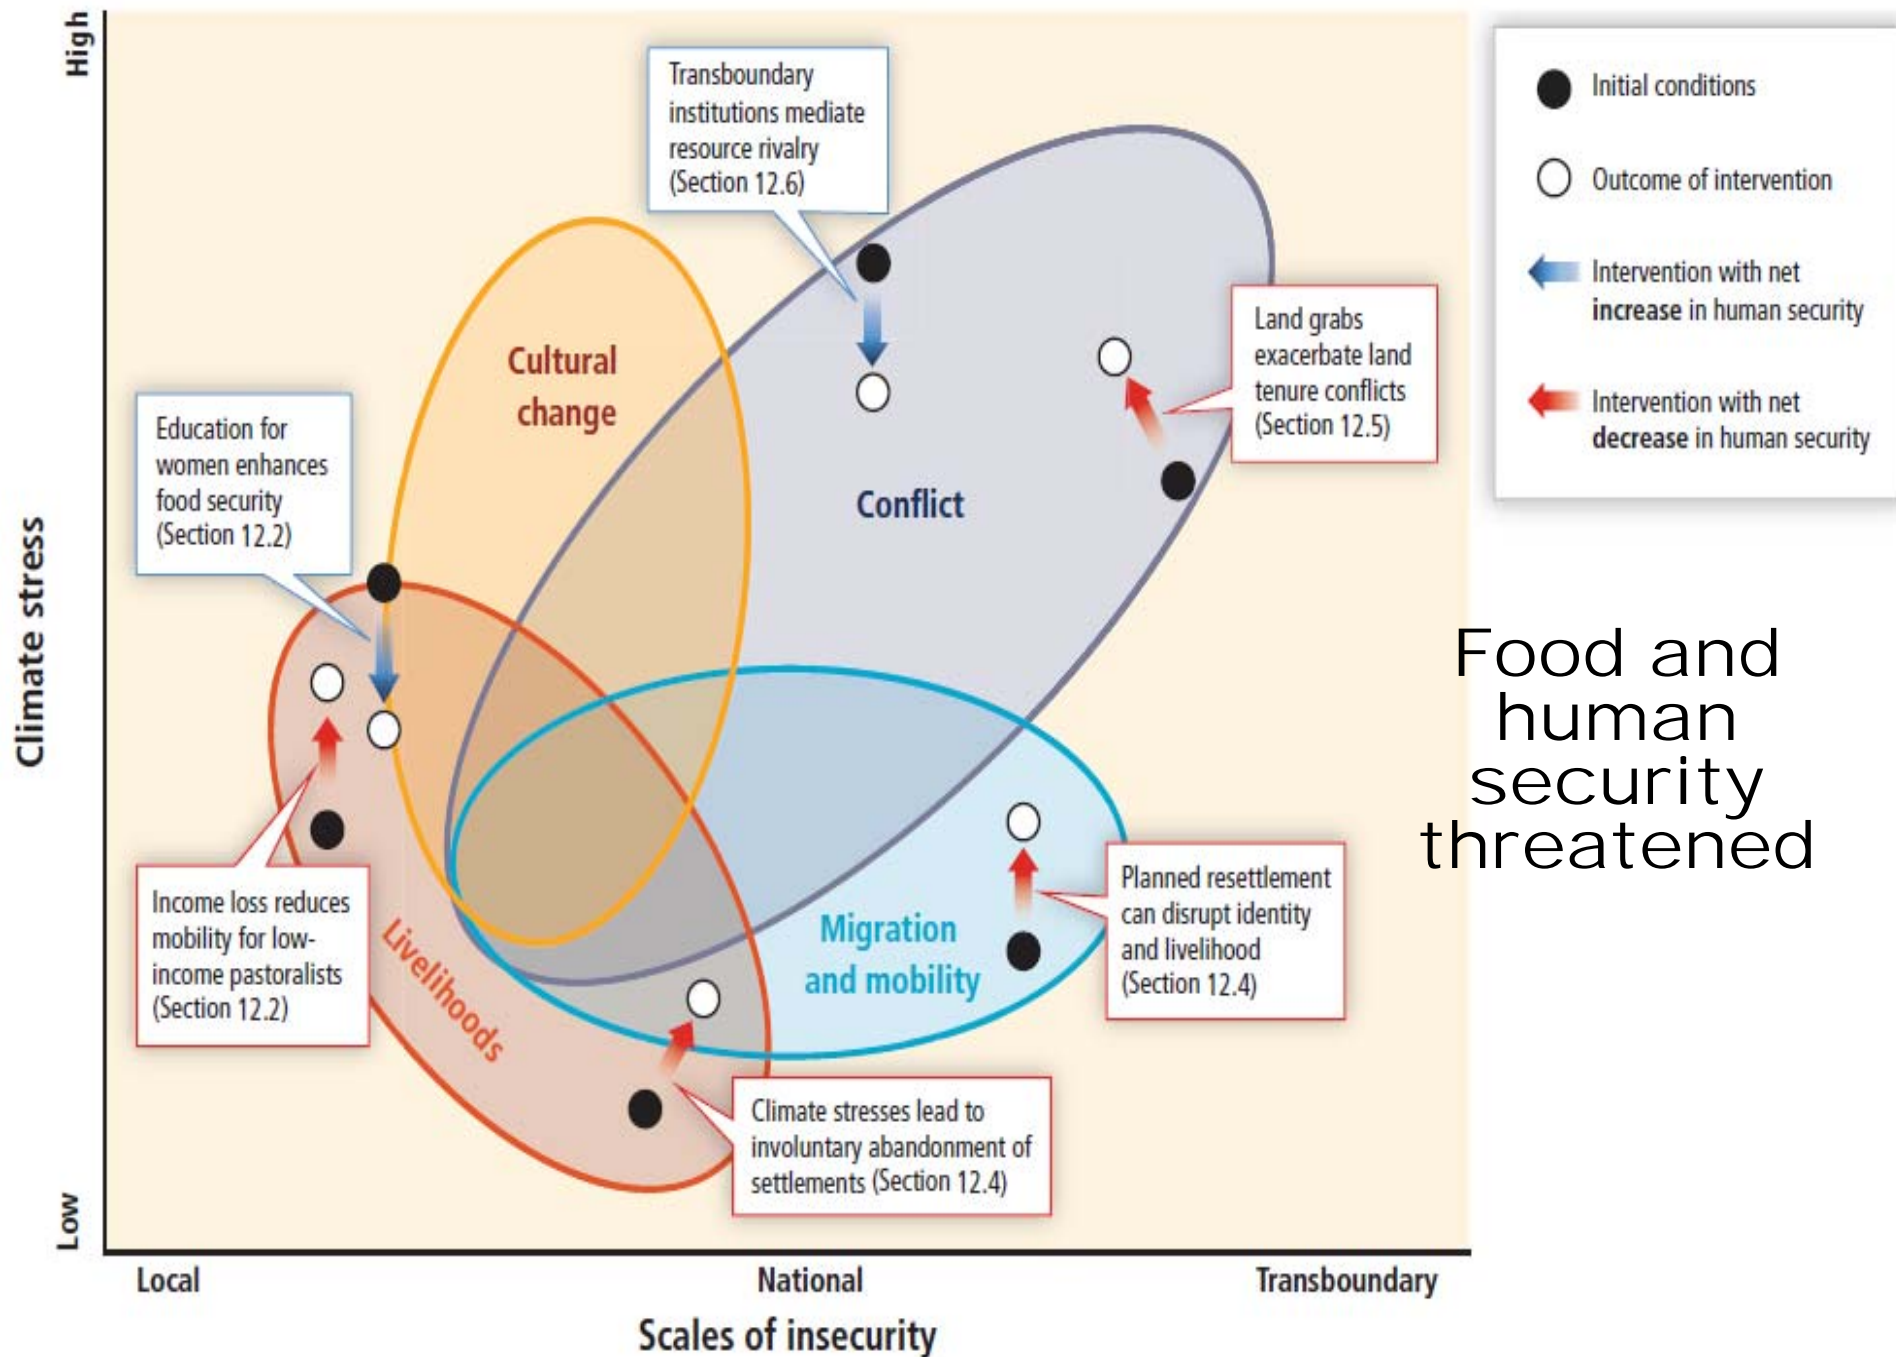 High
Climate stress
Low
Transboundary
institutions mediate
resource rivalry
(Section 12.6)
Cultural
change
Education for
women enhances
food security
(Section 12.2)
Conflict
Land grabs
exacerbate land
tenure conflicts
(Section 12.5)
Income loss reduces
mobility for low-
income pastoralists
(Section 12.2)
Livelihoods
Migration
and mobility
Planned resettlement
can disrupt identity
and livelihood
(Section 12.4)
Climate stresses lead to
involuntary abandonment of
settlements (Section 12.4)
Local
National
Transboundary
Scales of insecurity
Initial conditions
Outcome of intervention
Intervention with net
increase in human security
Intervention with net
decrease in human security
Food and
human
security
threatened